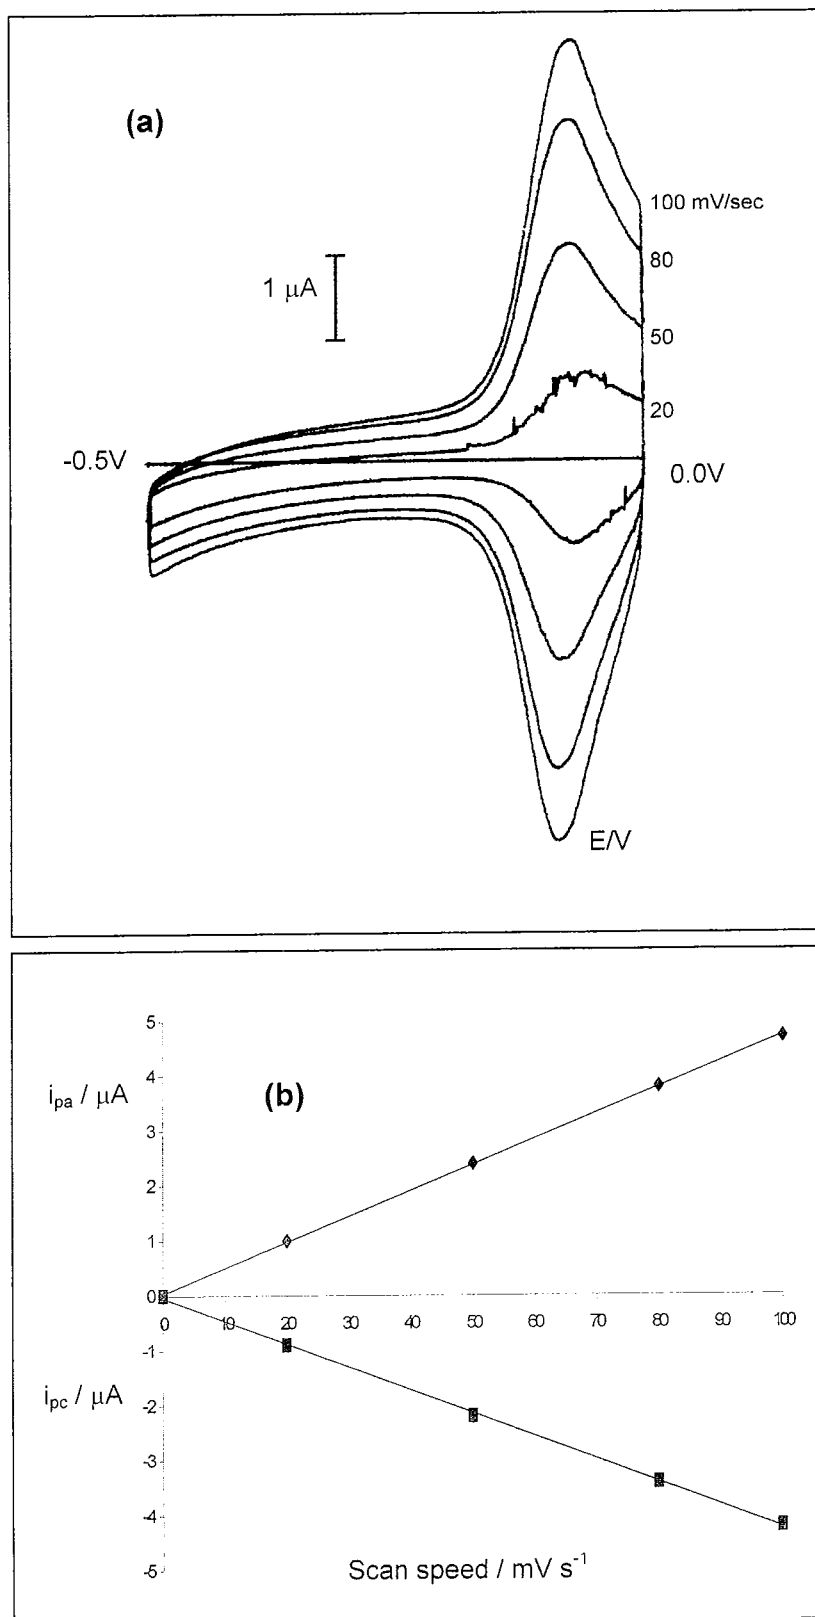 (a)
100 mV/sec
80
1 μA
50
20
-0.5V
0.0V
E/V
5
i_pa / μA
(b)
4
3
2
1
0
0 10 20 30 40 50 60 70 80 90 100
-1
i_pc / μA
-2
-3
-4
-5
Scan speed / mV s⁻¹